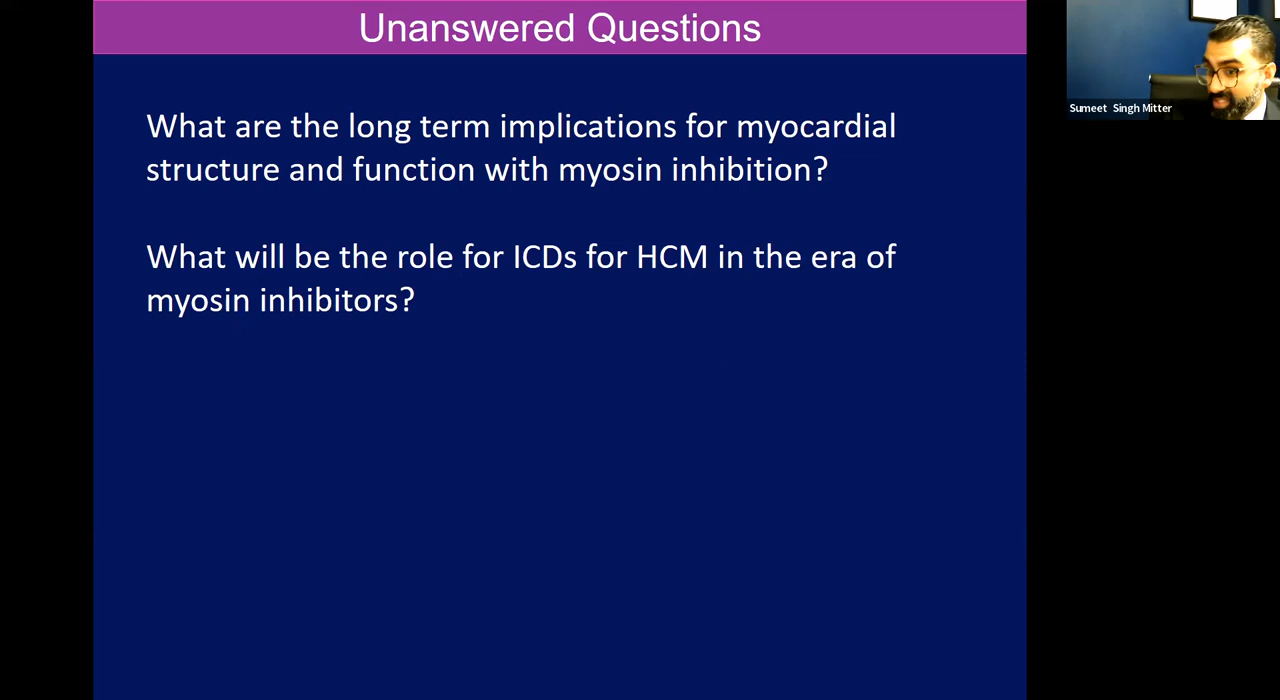 Unanswered Questions
Sumeet Singh Mitter
What are the long term implications for myocardial
structure and function with myosin inhibition?
What will be the role for ICDs for HCM in the era of
myosin inhibitors?